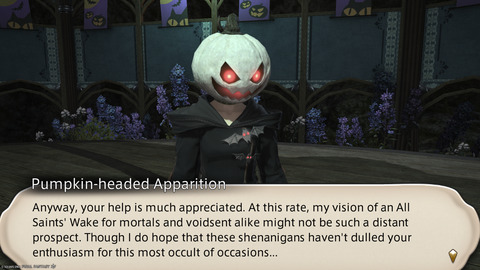 Pumpkin-headed Apparition
Anyway, your help is much appreciated. At this rate, my vision of an All
Saints' Wake for mortals and voidsent alike might not be such a distant
prospect. Though I do hope that these shenanigans haven't dulled your
enthusiasm for this most occult of occasions...